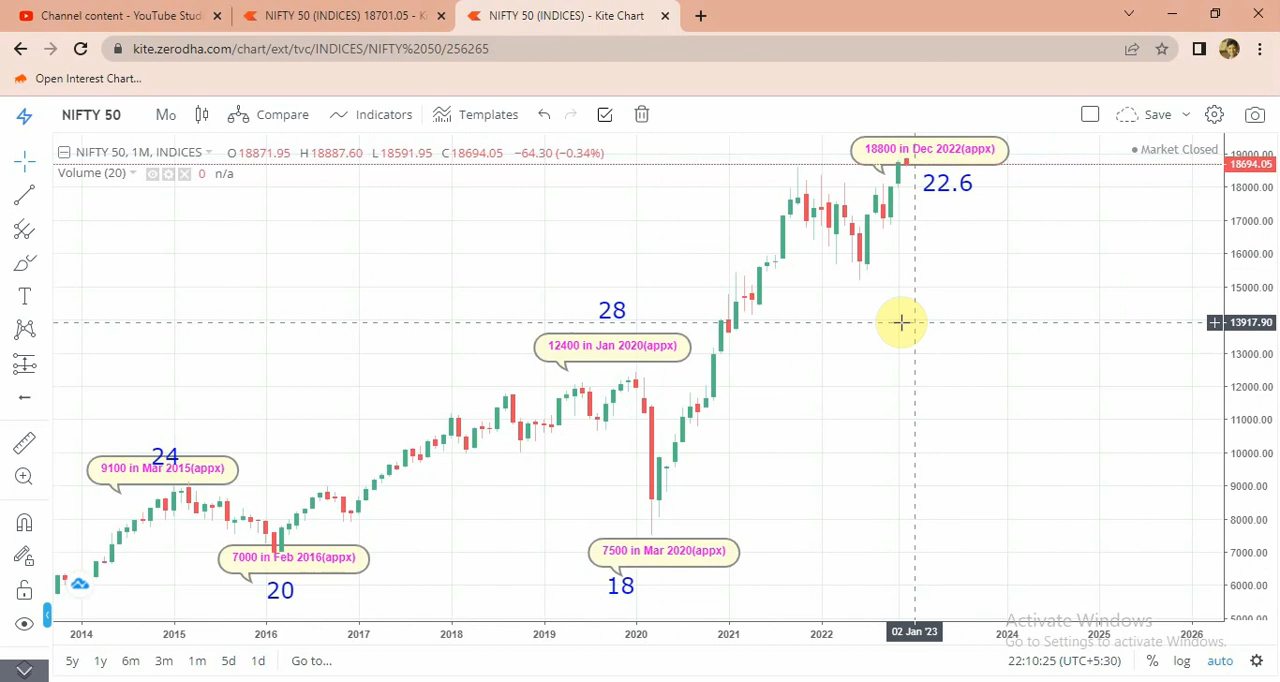 Channel content - YouTube Stud
NIFTY 50 (INDICES) 18701.05 - K
NIFTY 50 (INDICES) - Kite Chart
kite.zerodha.com/chart/ext/tvc/INDICES/NIFTY%2050/256265
Open Interest Chart...
NIFTY 50 Mo Compare Indicators Templates Save
NIFTY 50, 1M, INDICES O18871.95 H18887.60 L18591.95 C18694.05 −64.30 (−0.34%)
Market Closed
Volume (20) 0 n/a
18800 in Dec 2022(appx)
22.6
28
12400 in Jan 2020(appx)
24
9100 in Mar 2015(appx)
7000 in Feb 2016(appx)
20
7500 in Mar 2020(appx)
18
19000.00
18694.05
18000.00
17000.00
16000.00
15000.00
13917.90
13000.00
12000.00
11000.00
10000.00
9000.00
8000.00
7000.00
6000.00
5000.00
2014 2015 2016 2017 2018 2019 2020 2021 2022 02 Jan '23 2024 2025 2026
Activate Windows
Go to Settings to activate Windows.
5y 1y 6m 3m 1m 5d 1d Go to... 22:10:25 (UTC+5:30) % log auto